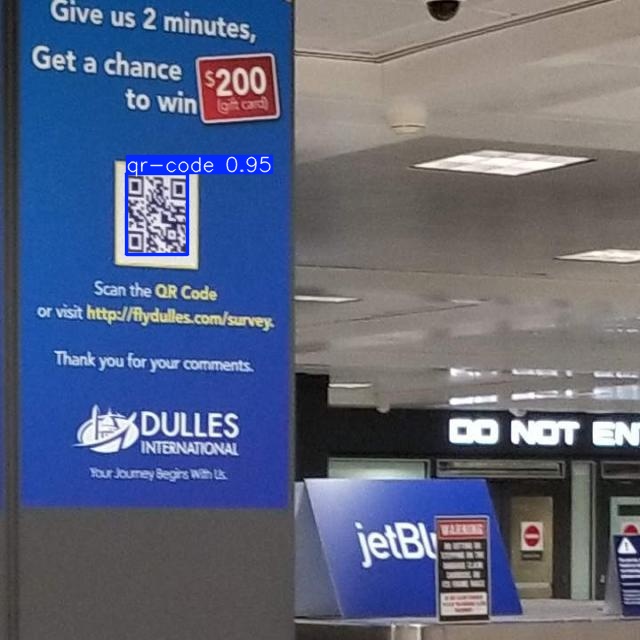 Give us 2 minutes,
Get a chance
to win
$200
(gift card)
qr-code 0.95
Scan the QR Code
or visit http://flydulles.com/survey.
Thank you for your comments.
DULLES
INTERNATIONAL
Your Journey Begins With Us.
DO NOT EN
jetBlu
WARNING